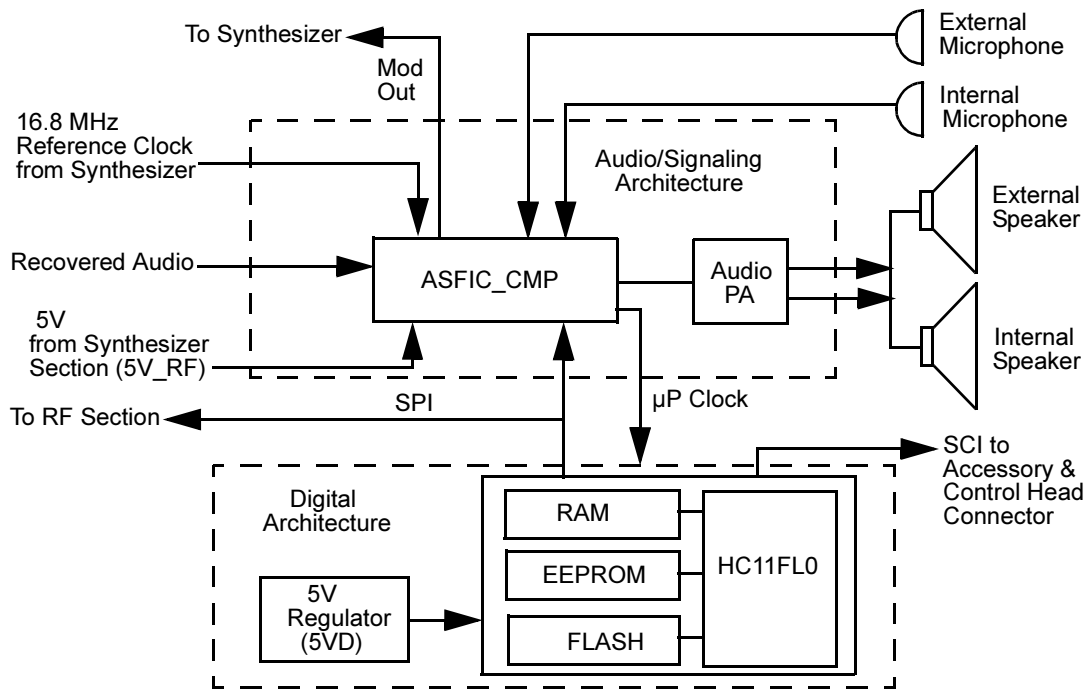 To Synthesizer
Mod
Out
External
Microphone
Internal
Microphone
16.8 MHz
Reference Clock
from Synthesizer
Audio/Signaling
Architecture
External
Speaker
Recovered Audio
ASFIC_CMP
Audio
PA
5V
from Synthesizer
Section (5V_RF)
Internal
Speaker
To RF Section
SPI
µP Clock
SCI to
Accessory &
Control Head
Connector
Digital
Architecture
RAM
EEPROM
FLASH
HC11FL0
5V
Regulator
(5VD)